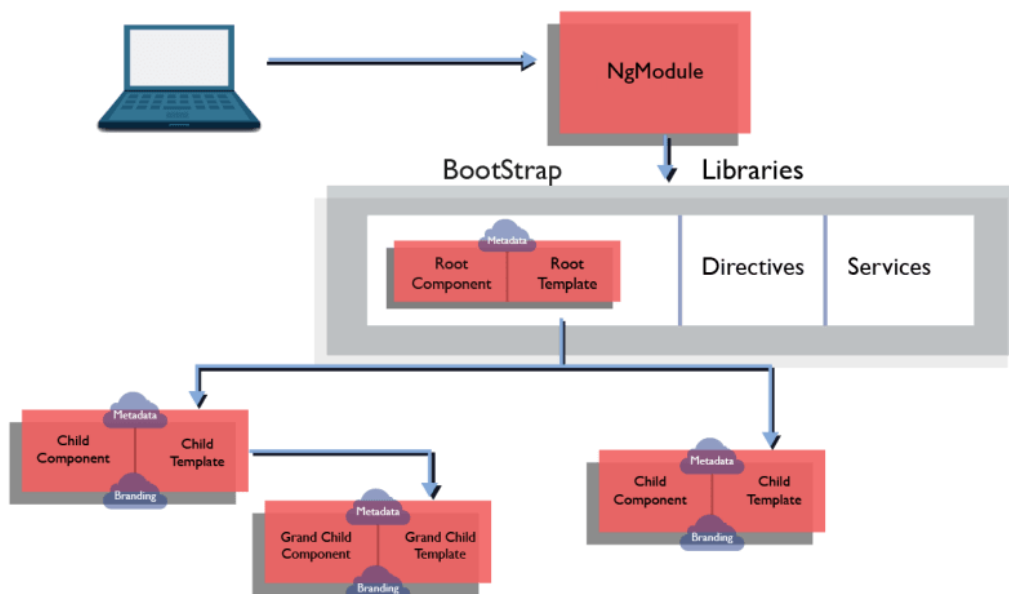 NgModule
BootStrap
Libraries
Metadata
Root
Component
Root
Template
Directives
Services
Metadata
Child
Component
Child
Template
Branding
Metadata
Grand Child
Component
Grand Child
Template
Branding
Metadata
Child
Component
Child
Template
Branding